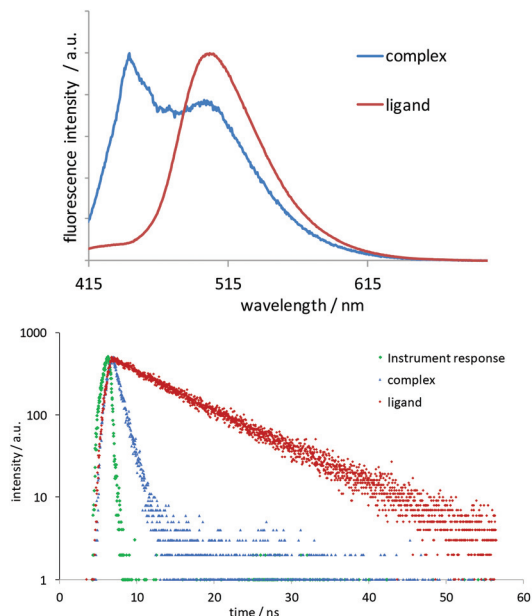 complex
ligand
fluorescence intensity / a.u.
415
515
615
wavelength / nm
1000
100
10
1
intensity / a.u.
Instrument response
complex
ligand
0
10
20
30
40
50
60
time / ns